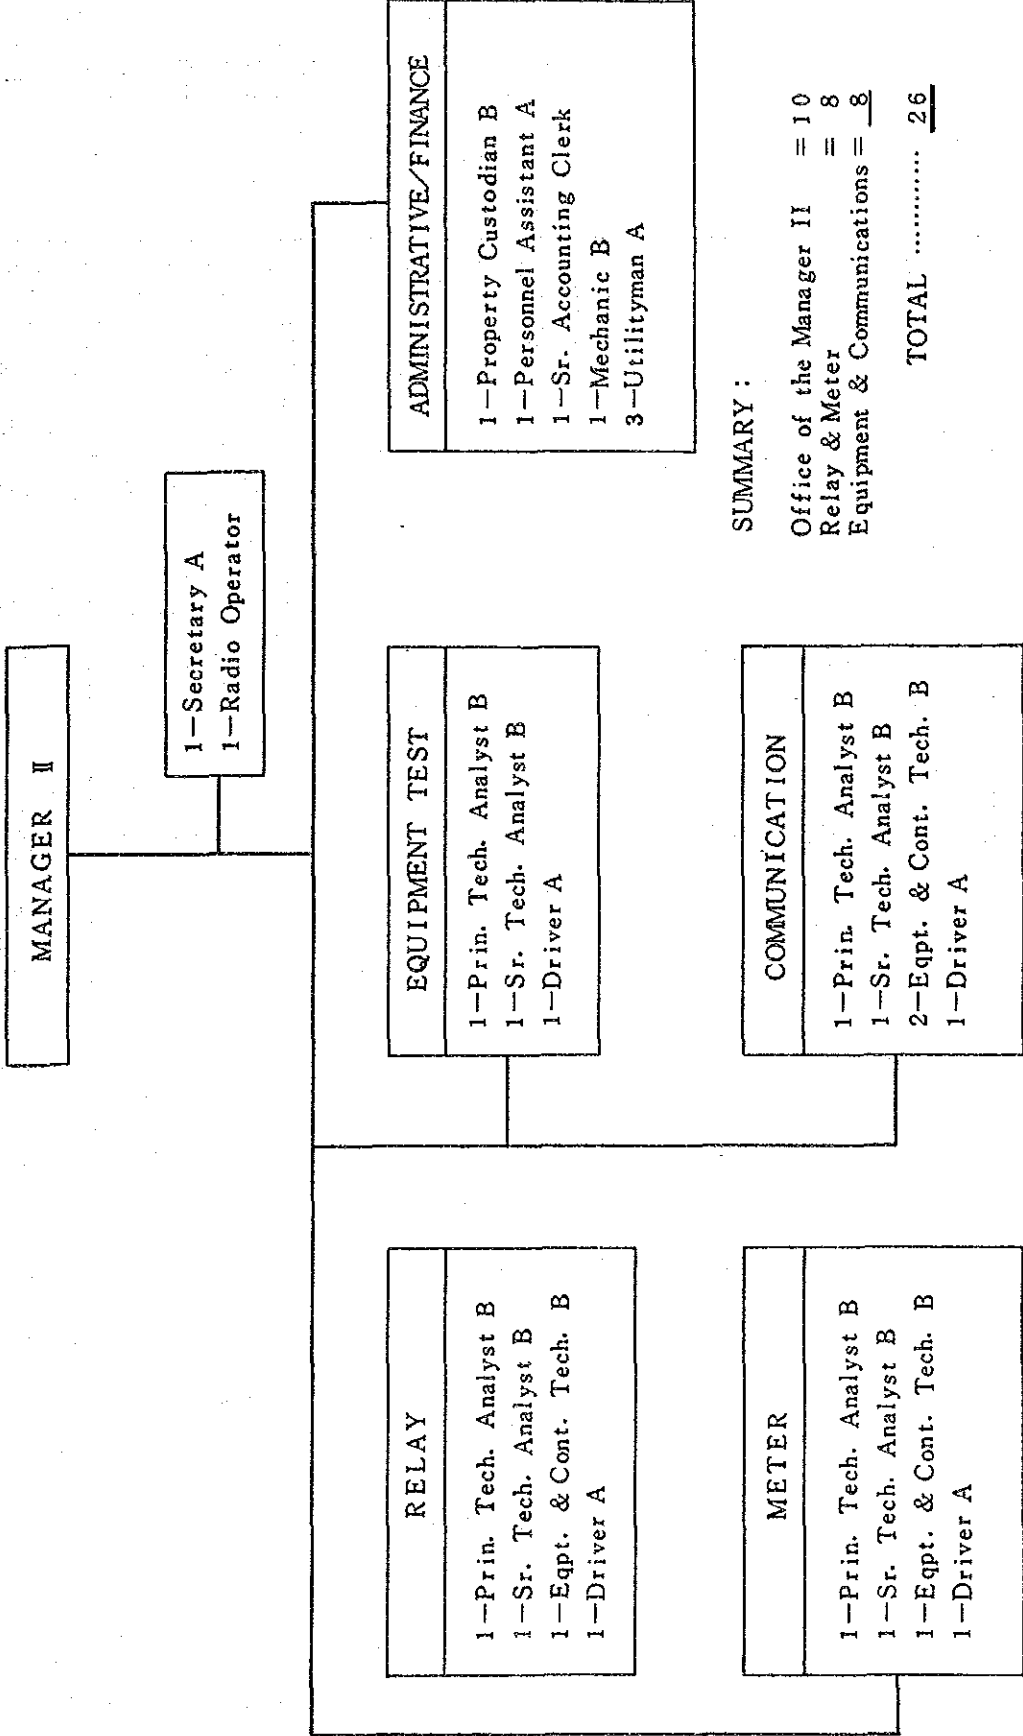 MANAGER II
1—Secretary A
1—Radio Operator
RELAY
1—Prin. Tech. Analyst B
1—Sr. Tech. Analyst B
1—Eqpt. & Cont. Tech. B
1—Driver A
METER
1—Prin. Tech. Analyst B
1—Sr. Tech. Analyst B
1—Eqpt. & Cont. Tech. B
1—Driver A
EQUIPMENT TEST
1—Prin. Tech. Analyst B
1—Sr. Tech. Analyst B
1—Driver A
COMMUNICATION
1—Prin. Tech. Analyst B
1—Sr. Tech. Analyst B
2—Eqpt. & Cont. Tech. B
1—Driver A
ADMINISTRATIVE/FINANCE
1—Property Custodian B
1—Personnel Assistant A
1—Sr. Accounting Clerk
1—Mechanic B
3—Utilityman A
SUMMARY :
Office of the Manager II = 10
Relay & Meter = 8
Equipment & Communications = 8
TOTAL ............ 26